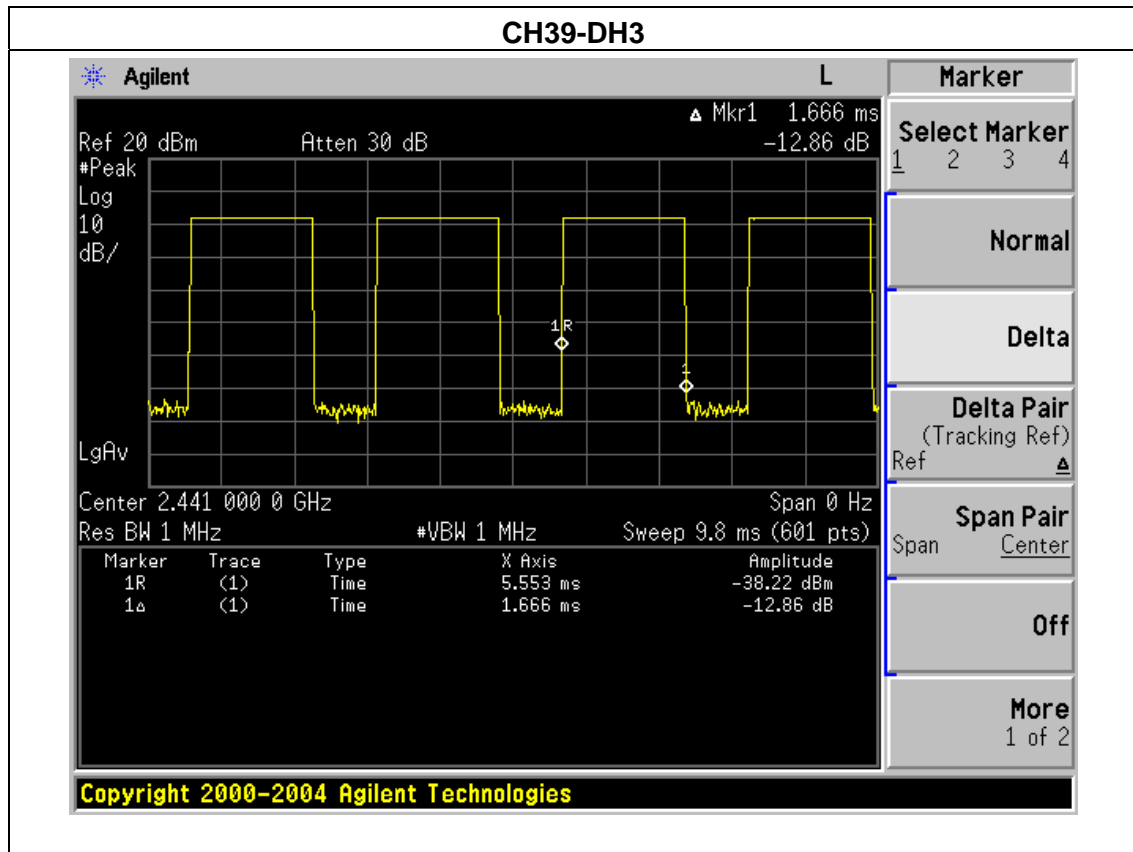 CH39-DH3
Agilent L Marker
Δ Mkr1 1.666 ms
Ref 20 dBm Atten 30 dB -12.86 dB
#Peak
Log
10
dB/
1R
1
LgAv
Center 2.441 000 0 GHz Span 0 Hz
Res BW 1 MHz #VBW 1 MHz Sweep 9.8 ms (601 pts)
Marker Trace Type X Axis Amplitude
1R (1) Time 5.553 ms -38.22 dBm
1Δ (1) Time 1.666 ms -12.86 dB
Select Marker
1 2 3 4
Normal
Delta
Delta Pair
(Tracking Ref)
Ref Δ
Span Pair
Span Center
Off
More
1 of 2
Copyright 2000-2004 Agilent Technologies